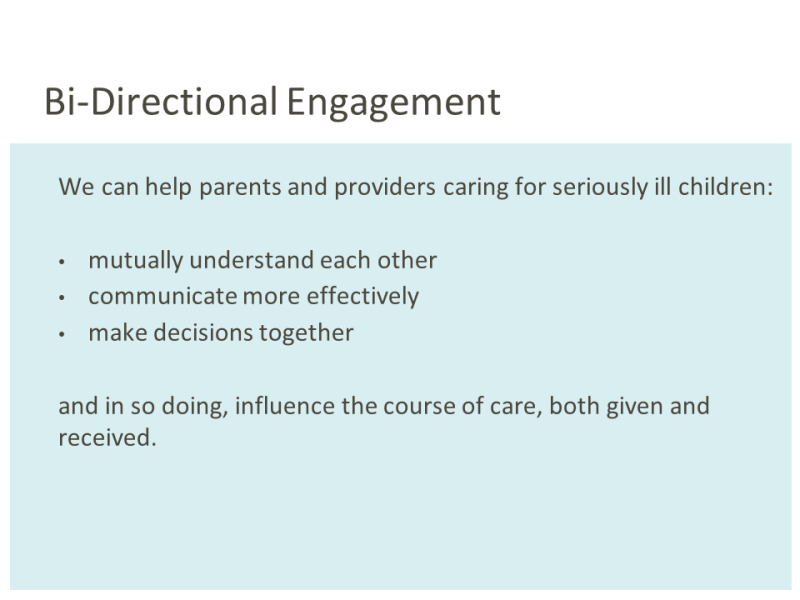 Bi-Directional Engagement
We can help parents and providers caring for seriously ill children:
• mutually understand each other
• communicate more effectively
• make decisions together
and in so doing, influence the course of care, both given and
received.